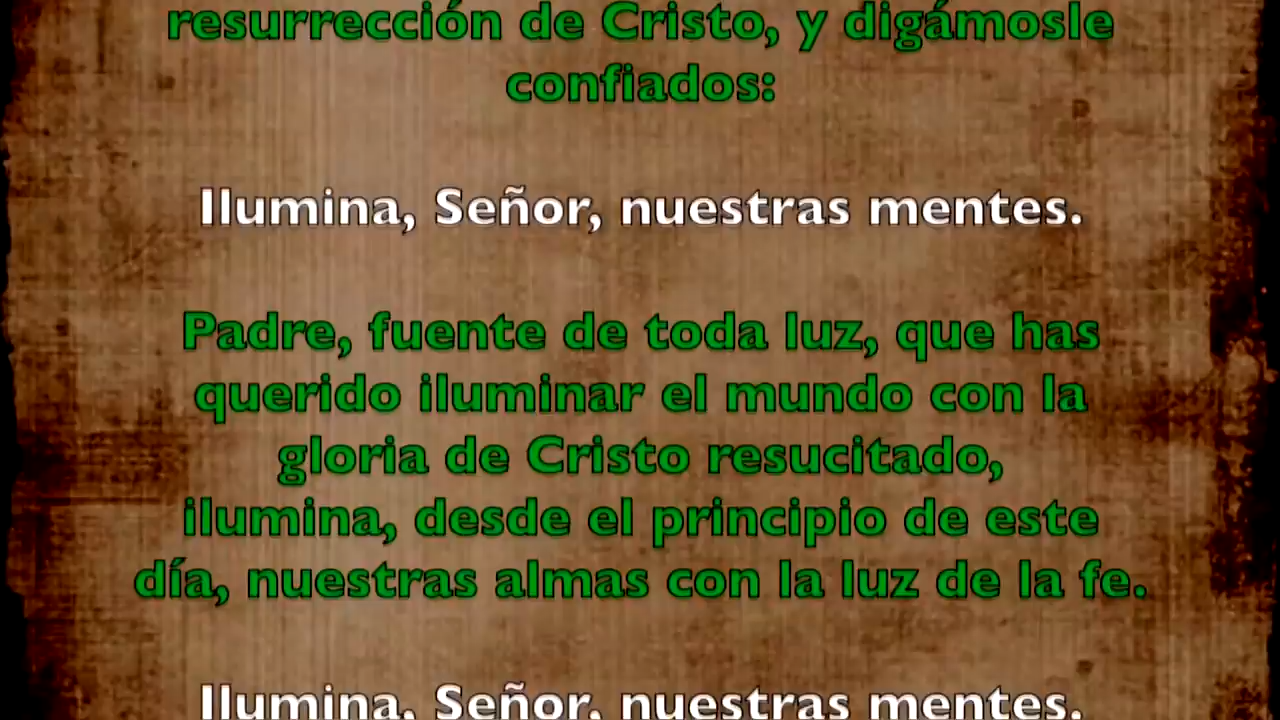 resurrección de Cristo, y digámosle
confiados:
Ilumina, Señor, nuestras mentes.
Padre, fuente de toda luz, que has
querido iluminar el mundo con la
gloria de Cristo resucitado,
ilumina, desde el principio de este
día, nuestras almas con la luz de la fe.
Ilumina, Señor, nuestras mentes.